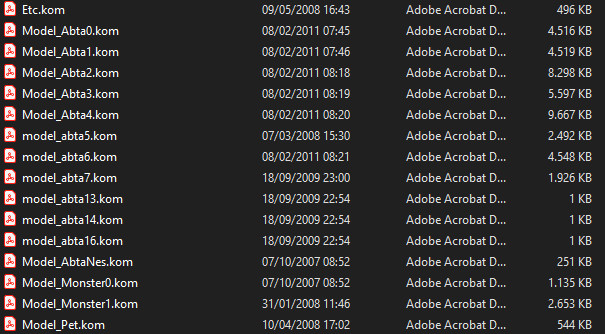 Etc.kom 09/05/2008 16:43 Adobe Acrobat D... 496 KB
Model_Abta0.kom 08/02/2011 07:45 Adobe Acrobat D... 4.516 KB
Model_Abta1.kom 08/02/2011 07:46 Adobe Acrobat D... 4.519 KB
Model_Abta2.kom 08/02/2011 08:18 Adobe Acrobat D... 8.298 KB
Model_Abta3.kom 08/02/2011 08:19 Adobe Acrobat D... 5.597 KB
Model_Abta4.kom 08/02/2011 08:20 Adobe Acrobat D... 9.667 KB
model_abta5.kom 07/03/2008 15:30 Adobe Acrobat D... 2.492 KB
model_abta6.kom 08/02/2011 08:21 Adobe Acrobat D... 4.548 KB
model_abta7.kom 18/09/2009 23:00 Adobe Acrobat D... 1.926 KB
model_abta13.kom 18/09/2009 22:54 Adobe Acrobat D... 1 KB
model_abta14.kom 18/09/2009 22:54 Adobe Acrobat D... 1 KB
model_abta16.kom 18/09/2009 22:54 Adobe Acrobat D... 1 KB
Model_AbtaNes.kom 07/10/2007 08:52 Adobe Acrobat D... 251 KB
Model_Monster0.kom 07/10/2007 08:52 Adobe Acrobat D... 1.135 KB
Model_Monster1.kom 31/01/2008 11:46 Adobe Acrobat D... 2.653 KB
Model_Pet.kom 10/04/2008 17:02 Adobe Acrobat D... 544 KB